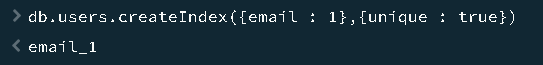 > db.users.createIndex({email : 1},{unique : true})
< email_1